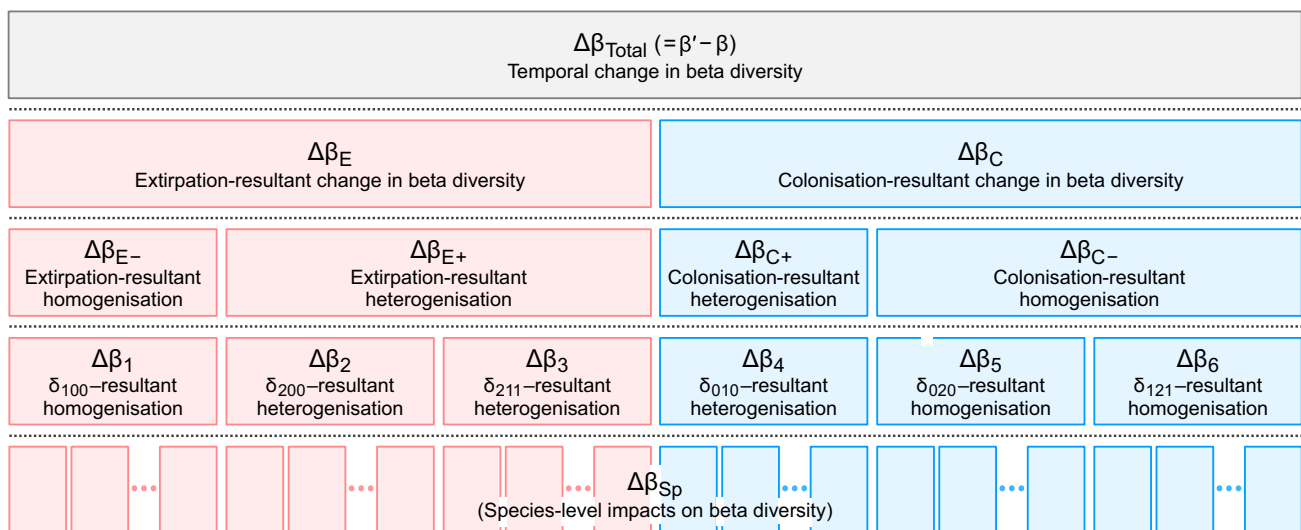 Δβ_Total (=β′−β)
Temporal change in beta diversity
Δβ_E
Extirpation-resultant change in beta diversity
Δβ_C
Colonisation-resultant change in beta diversity
Δβ_E−
Extirpation-resultant
homogenisation
Δβ_E+
Extirpation-resultant
heterogenisation
Δβ_C+
Colonisation-resultant
heterogenisation
Δβ_C−
Colonisation-resultant
homogenisation
Δβ_1
δ_100–resultant
homogenisation
Δβ_2
δ_200–resultant
heterogenisation
Δβ_3
δ_211–resultant
heterogenisation
Δβ_4
δ_010–resultant
heterogenisation
Δβ_5
δ_020–resultant
homogenisation
Δβ_6
δ_121–resultant
homogenisation
Δβ_Sp
(Species-level impacts on beta diversity)